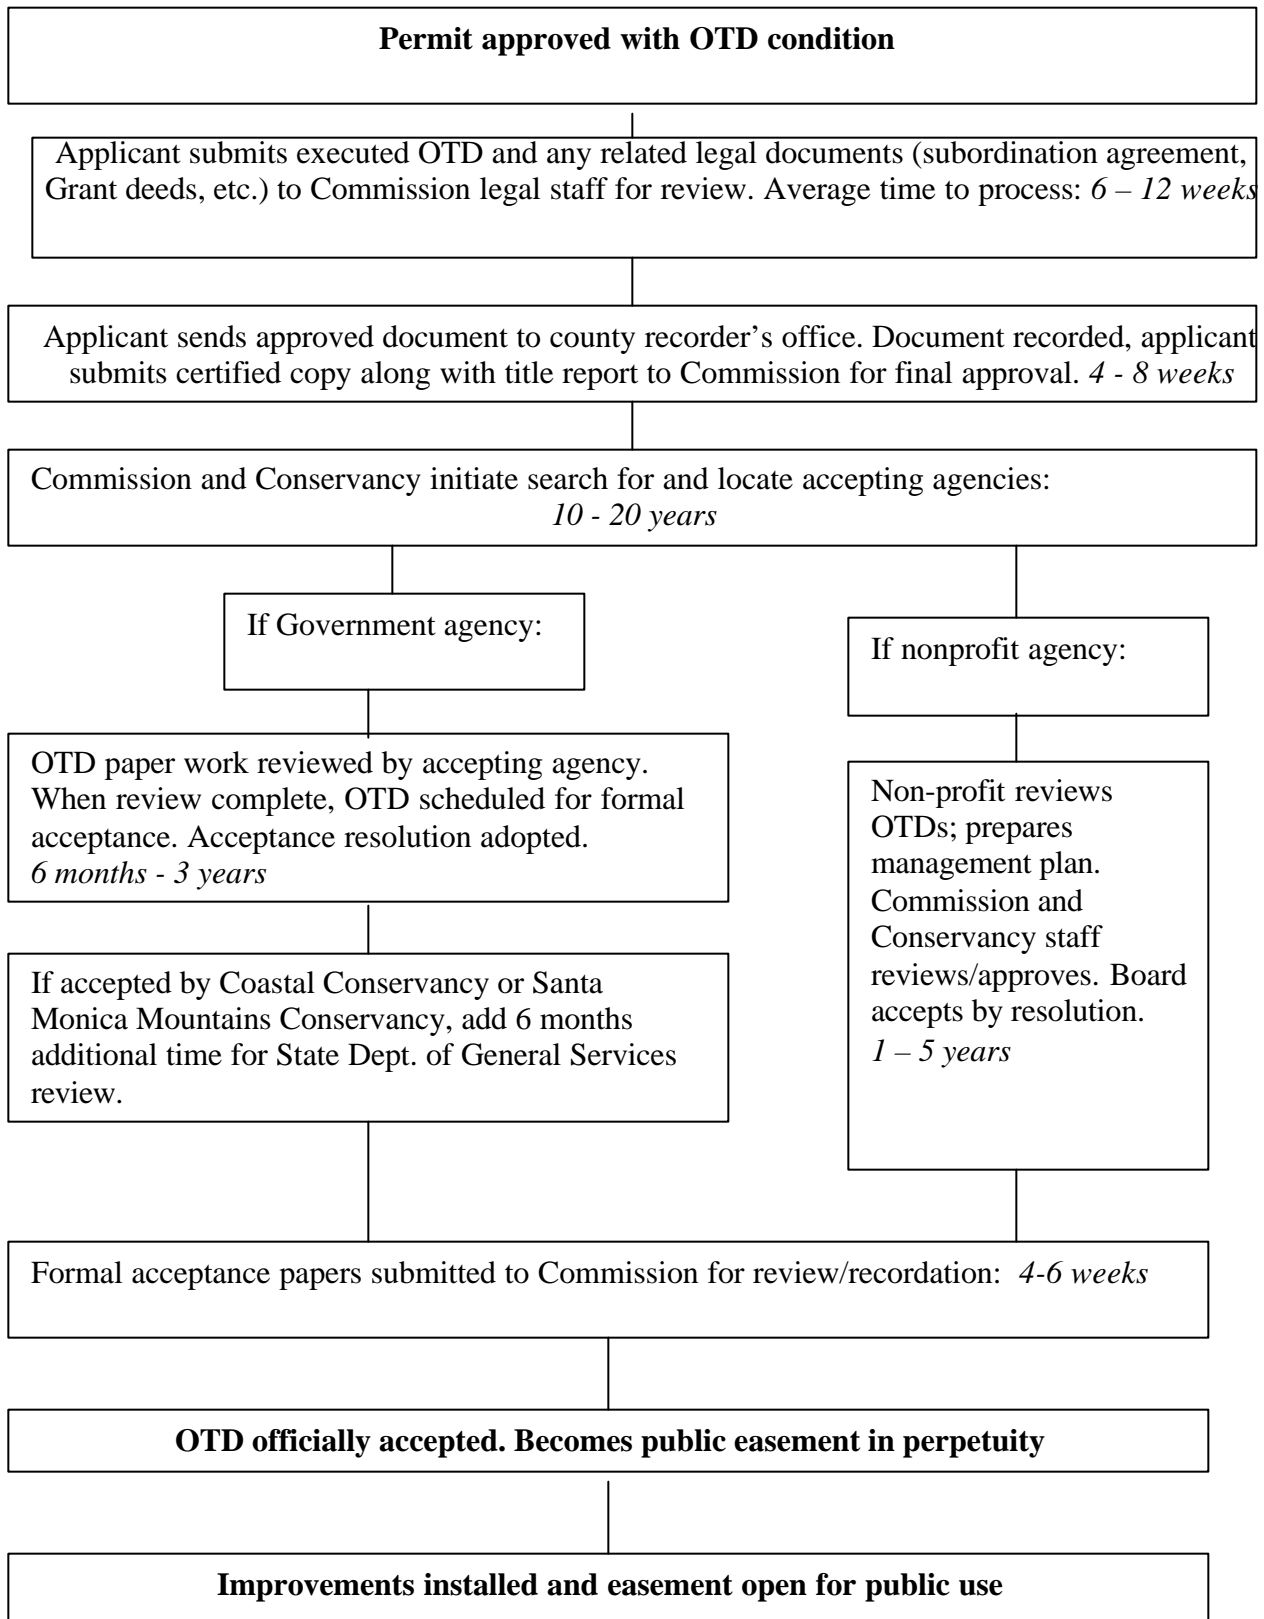 Permit approved with OTD condition
Applicant submits executed OTD and any related legal documents (subordination agreement,
Grant deeds, etc.) to Commission legal staff for review. Average time to process: 6 – 12 weeks
Applicant sends approved document to county recorder’s office. Document recorded, applicant
submits certified copy along with title report to Commission for final approval. 4 - 8 weeks
Commission and Conservancy initiate search for and locate accepting agencies:
10 - 20 years
If Government agency:
OTD paper work reviewed by accepting agency.
When review complete, OTD scheduled for formal
acceptance. Acceptance resolution adopted.
6 months - 3 years
If accepted by Coastal Conservancy or Santa
Monica Mountains Conservancy, add 6 months
additional time for State Dept. of General Services
review.
If nonprofit agency:
Non-profit reviews
OTDs; prepares
management plan.
Commission and
Conservancy staff
reviews/approves. Board
accepts by resolution.
1 – 5 years
Formal acceptance papers submitted to Commission for review/recordation: 4-6 weeks
OTD officially accepted. Becomes public easement in perpetuity
Improvements installed and easement open for public use